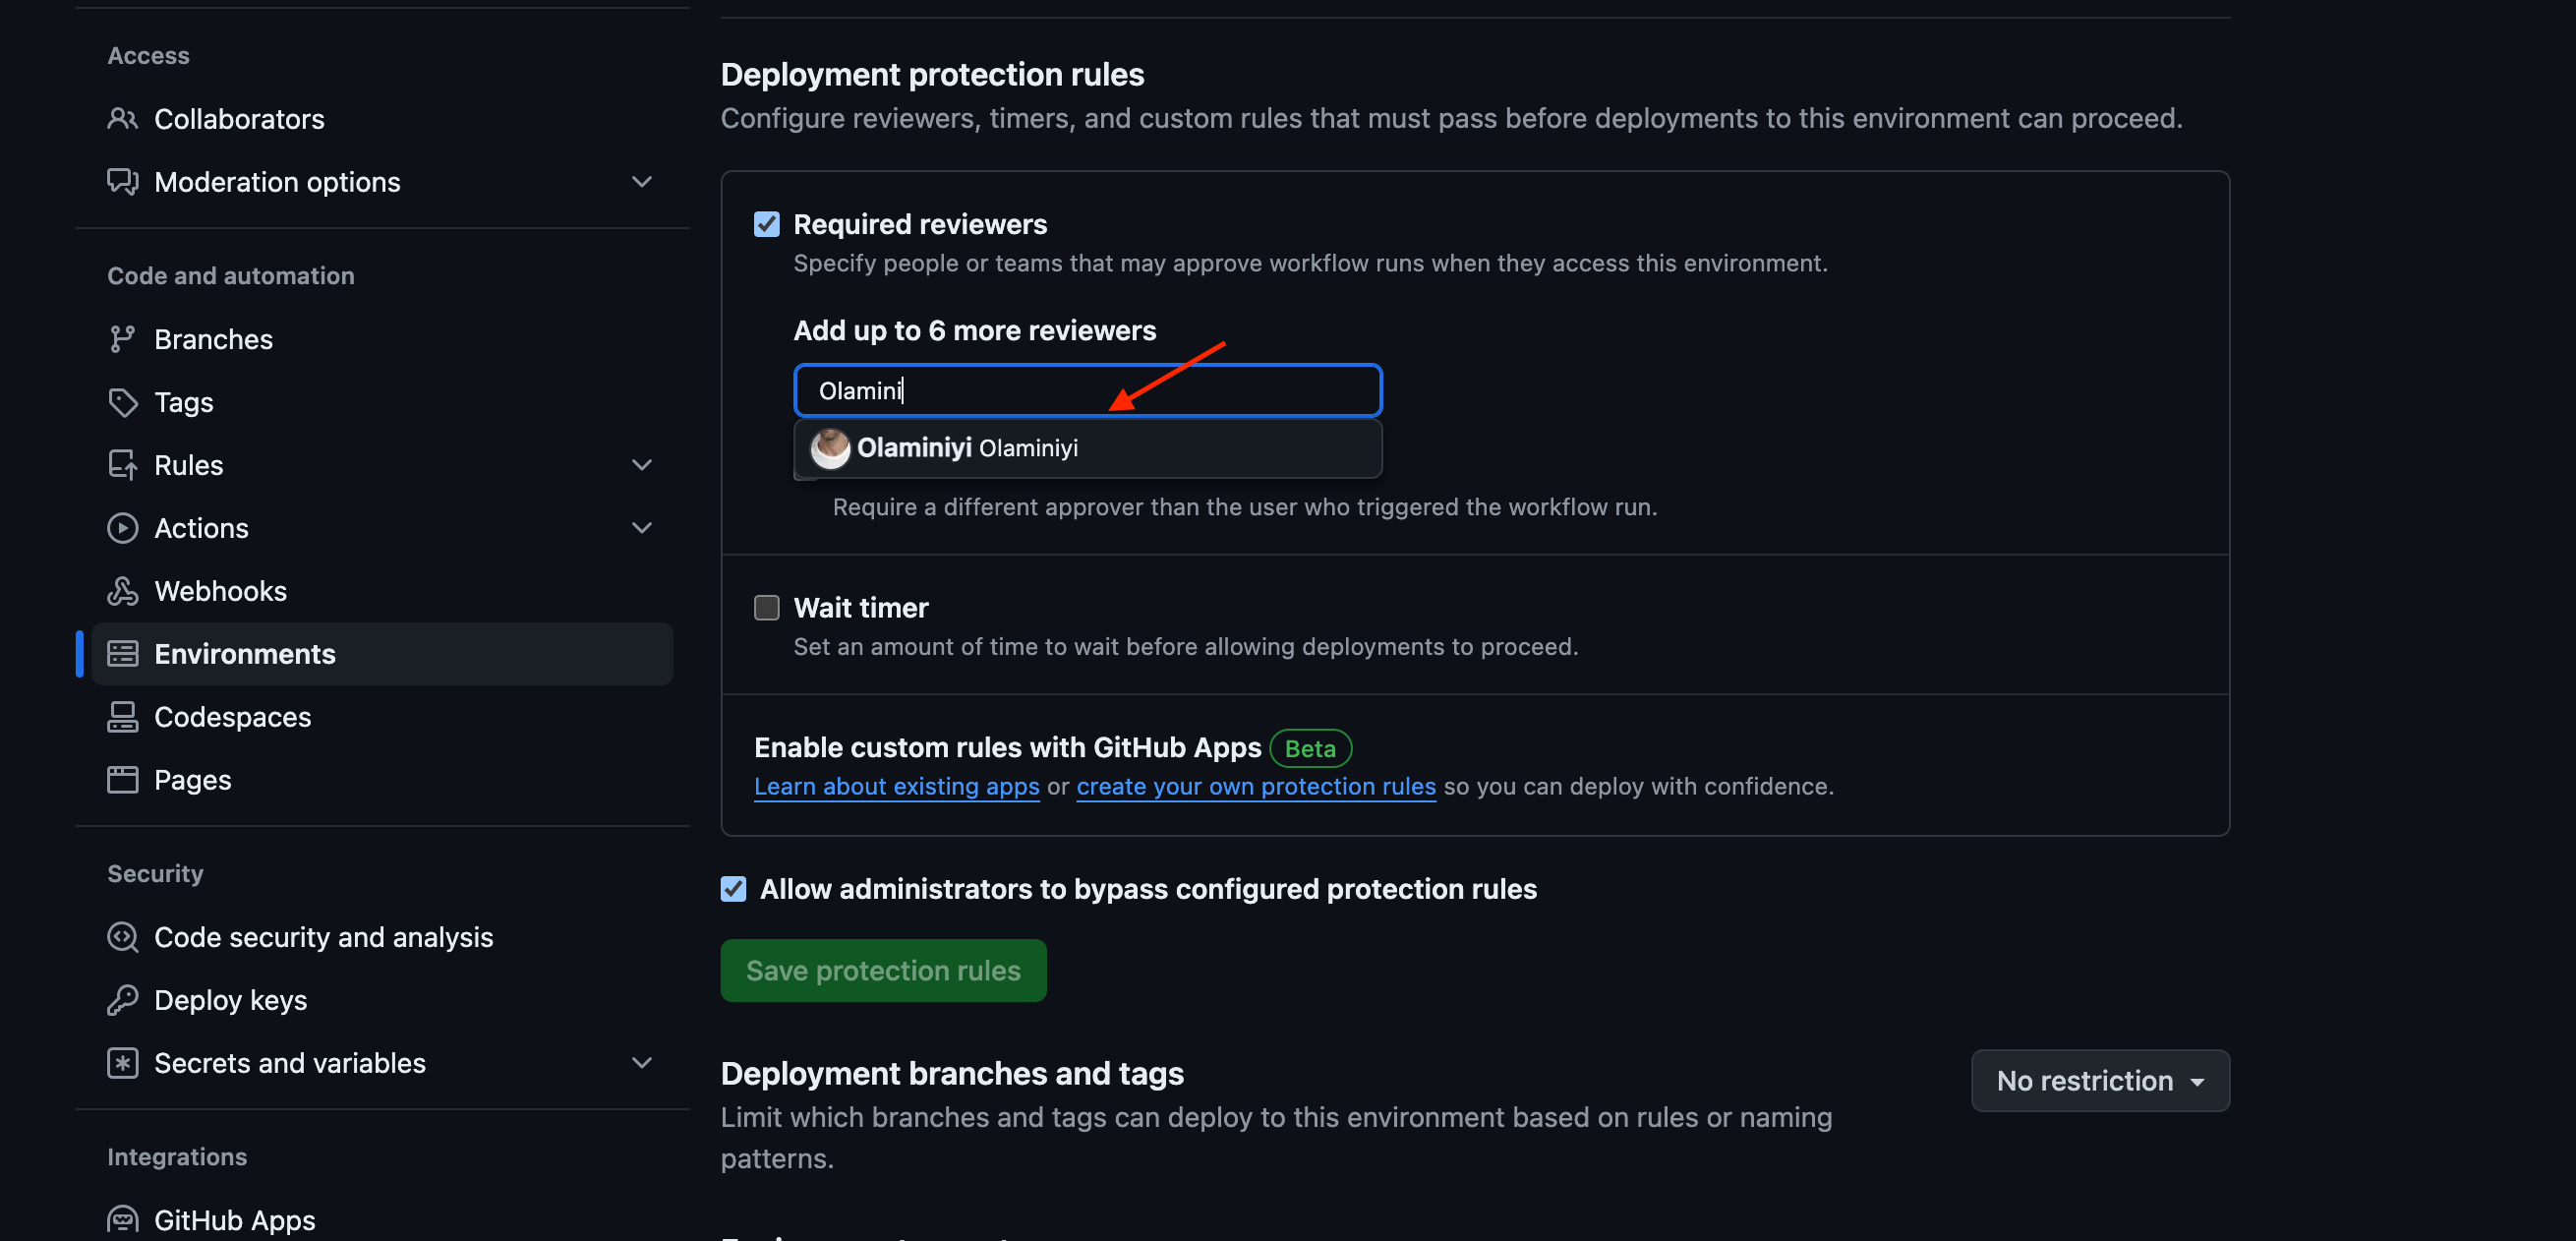 Access
Collaborators
Moderation options
Code and automation
Branches
Tags
Rules
Actions
Webhooks
Environments
Codespaces
Pages
Security
Code security and analysis
Deploy keys
Secrets and variables
Integrations
GitHub Apps
Deployment protection rules
Configure reviewers, timers, and custom rules that must pass before deployments to this environment can proceed.
Required reviewers
Specify people or teams that may approve workflow runs when they access this environment.
Add up to 6 more reviewers
Olamini
Olaminiyi Olaminiyi
Require a different approver than the user who triggered the workflow run.
Wait timer
Set an amount of time to wait before allowing deployments to proceed.
Enable custom rules with GitHub Apps Beta
Learn about existing apps or create your own protection rules so you can deploy with confidence.
Allow administrators to bypass configured protection rules
Save protection rules
Deployment branches and tags
No restriction
Limit which branches and tags can deploy to this environment based on rules or naming
patterns.